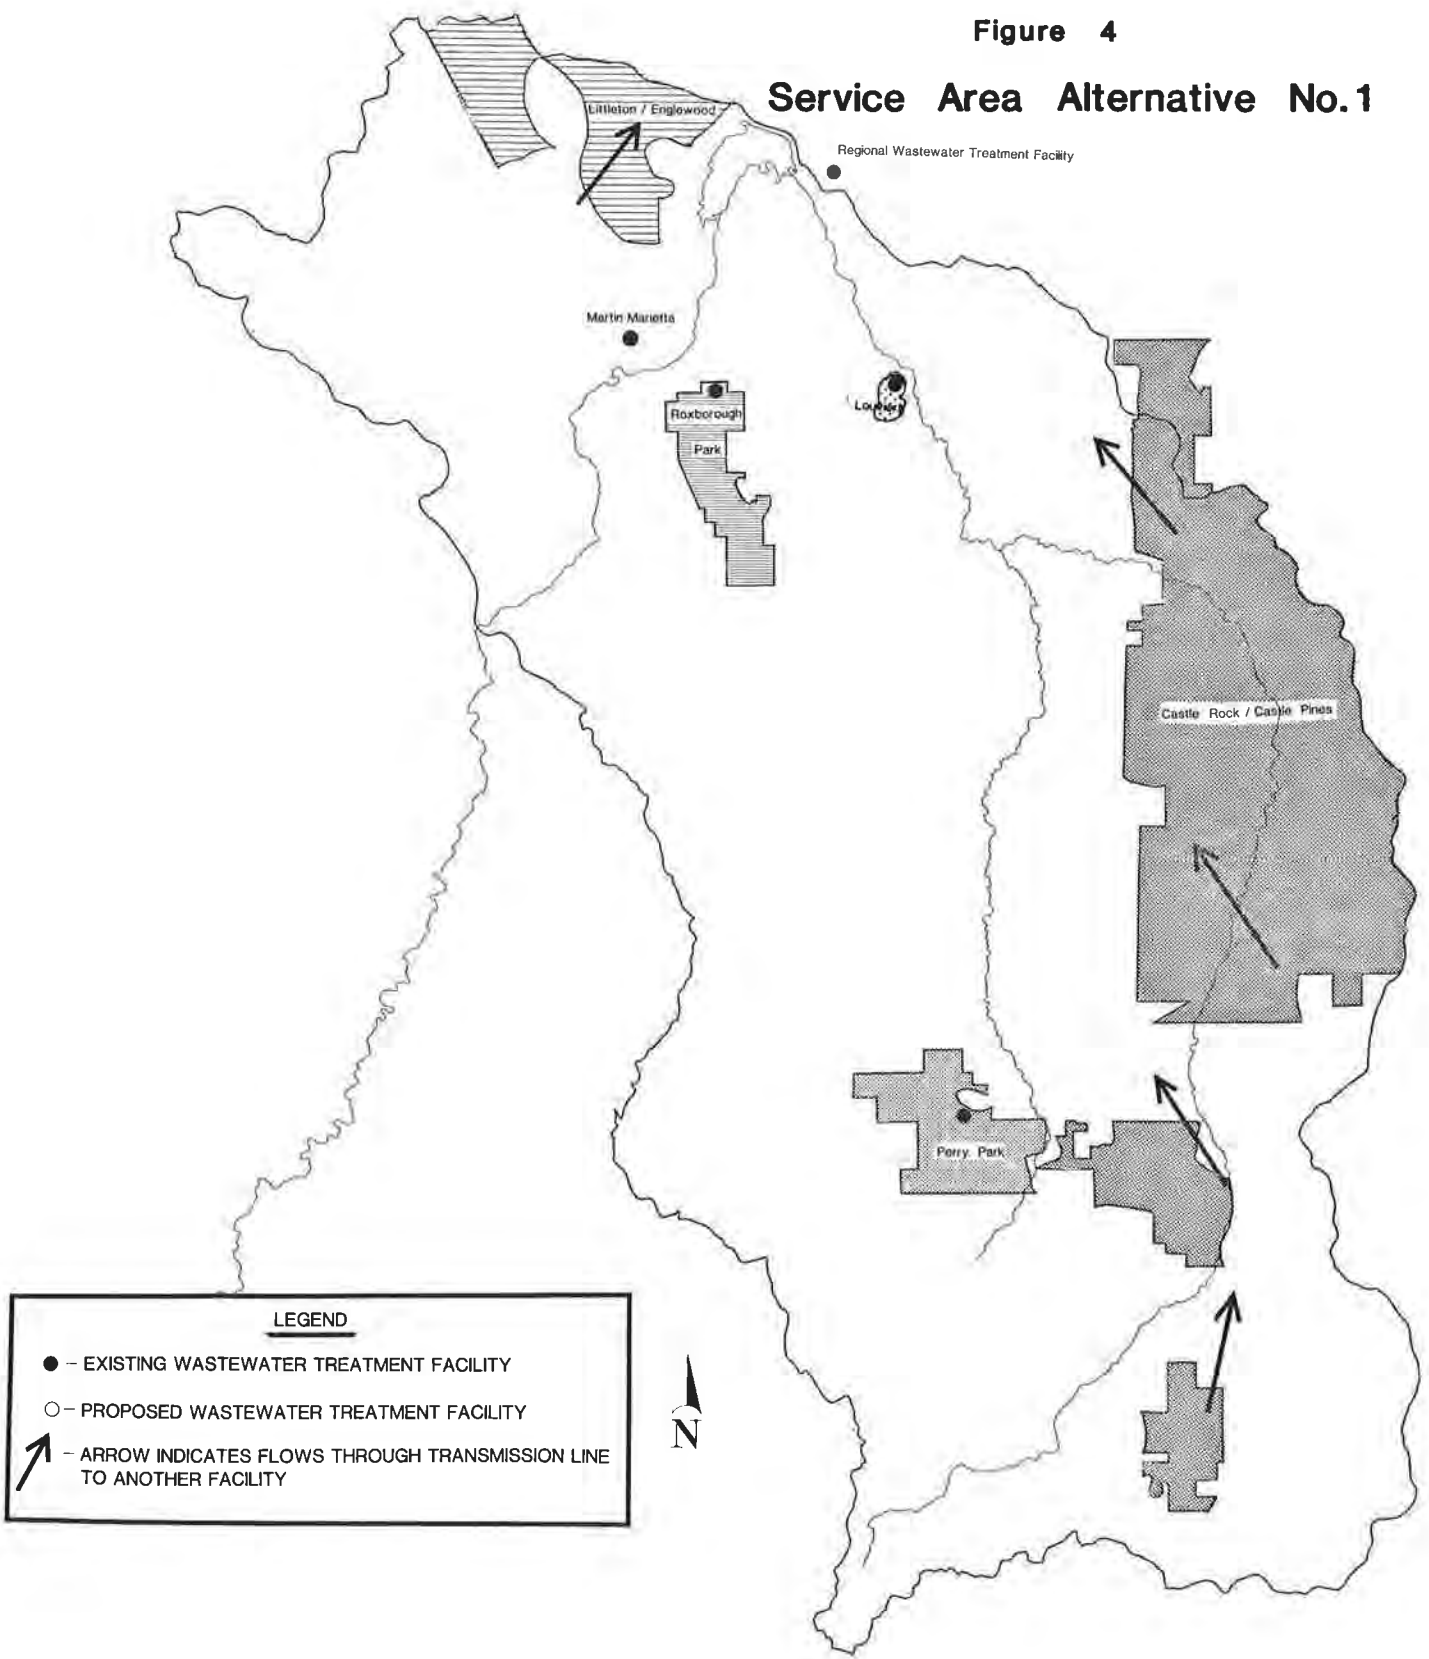 Figure 4
Service Area Alternative No.1
Littleton / Englewood
Regional Wastewater Treatment Facility
Martin Marietta
Roxborough
Park
Castle Rock / Castle Pines
Perry Park
LEGEND
● - EXISTING WASTEWATER TREATMENT FACILITY
○ - PROPOSED WASTEWATER TREATMENT FACILITY
- ARROW INDICATES FLOWS THROUGH TRANSMISSION LINE
TO ANOTHER FACILITY
N